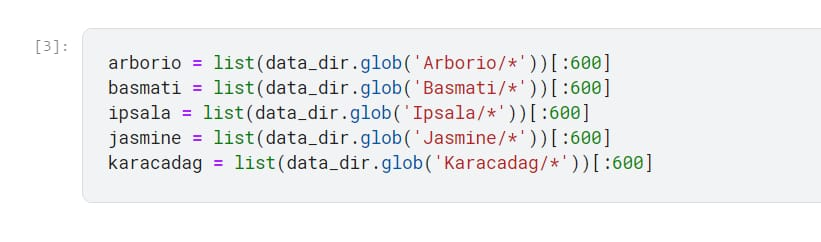 [3]:
arborio = list(data_dir.glob('Arborio/*'))[:600]
basmati = list(data_dir.glob('Basmati/*'))[:600]
ipsala = list(data_dir.glob('Ipsala/*'))[:600]
jasmine = list(data_dir.glob('Jasmine/*'))[:600]
karacadag = list(data_dir.glob('Karacadag/*'))[:600]